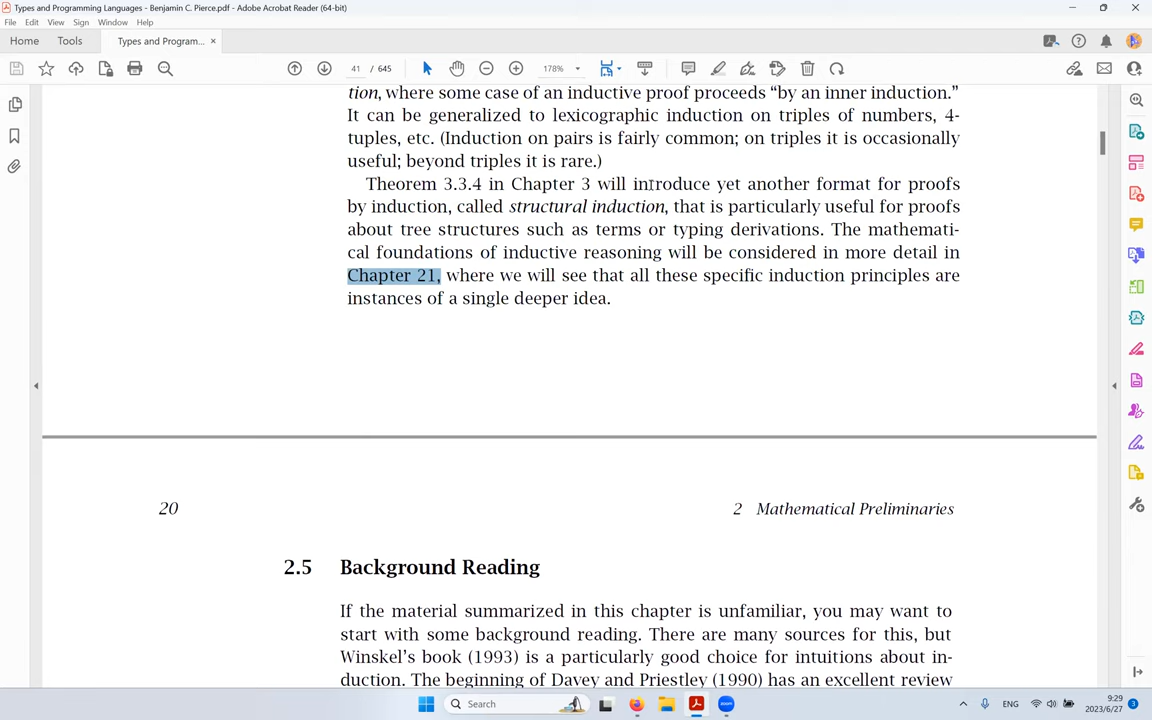 Types and Programming Languages - Benjamin C. Pierce.pdf - Adobe Acrobat Reader (64-bit)
File Edit View Sign Window Help
Home Tools Types and Program... ×
41 / 645 178%
tion, where some case of an inductive proof proceeds “by an inner induction.”
It can be generalized to lexicographic induction on triples of numbers, 4-
tuples, etc. (Induction on pairs is fairly common; on triples it is occasionally
useful; beyond triples it is rare.)
Theorem 3.3.4 in Chapter 3 will introduce yet another format for proofs
by induction, called structural induction, that is particularly useful for proofs
about tree structures such as terms or typing derivations. The mathemati-
cal foundations of inductive reasoning will be considered in more detail in
Chapter 21, where we will see that all these specific induction principles are
instances of a single deeper idea.
20 2 Mathematical Preliminaries
2.5 Background Reading
If the material summarized in this chapter is unfamiliar, you may want to
start with some background reading. There are many sources for this, but
Winskel’s book (1993) is a particularly good choice for intuitions about in-
duction. The beginning of Davey and Priestley (1990) has an excellent review
Search zoom ENG 9:29
2023/6/27 3